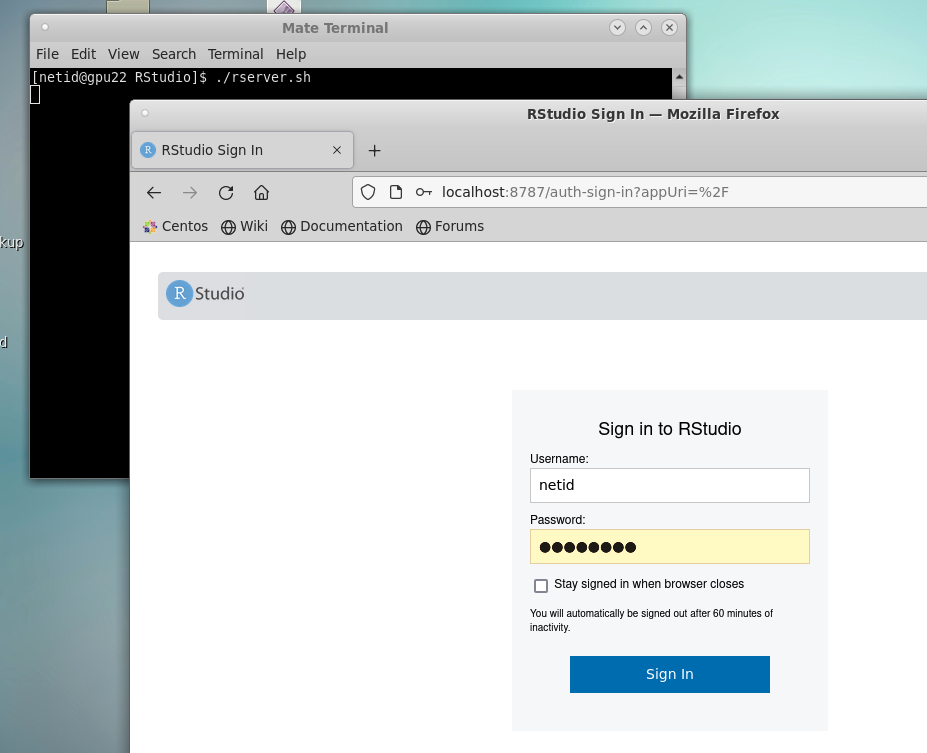 Mate Terminal
File Edit View Search Terminal Help
[netid@gpu22 RStudio]$ ./rserver.sh
RStudio Sign In — Mozilla Firefox
R RStudio Sign In
localhost:8787/auth-sign-in?appUri=%2F
Centos Wiki Documentation Forums
kup
R Studio
d
Sign in to RStudio
Username:
netid
Password:
●●●●●●●●
Stay signed in when browser closes
You will automatically be signed out after 60 minutes of
inactivity.
Sign In